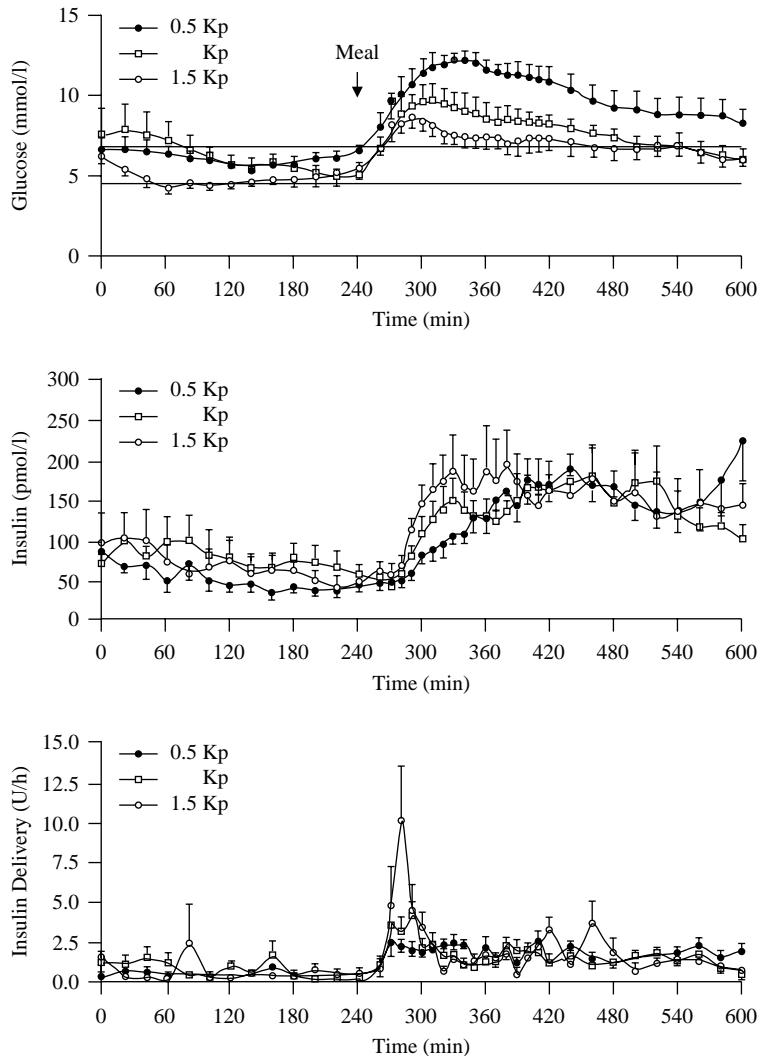 15
10
5
0
Glucose (mmol/l)
0.5 Kp
Kp
1.5 Kp
Meal
0 60 120 180 240 300 360 420 480 540 600
Time (min)
300
250
200
150
100
50
0
Insulin (pmol/l)
0.5 Kp
Kp
1.5 Kp
0 60 120 180 240 300 360 420 480 540 600
Time (min)
15.0
12.5
10.0
7.5
5.0
2.5
0.0
Insulin Delivery (U/h)
0.5 Kp
Kp
1.5 Kp
0 60 120 180 240 300 360 420 480 540 600
Time (min)